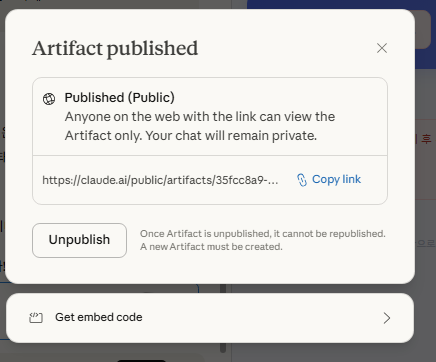 Artifact published
Published (Public)
Anyone on the web with the link can view the
Artifact only. Your chat will remain private.
https://claude.ai/public/artifacts/35fcc8a9-...
Copy link
Unpublish
Once Artifact is unpublished, it cannot be republished.
A new Artifact must be created.
Get embed code
후